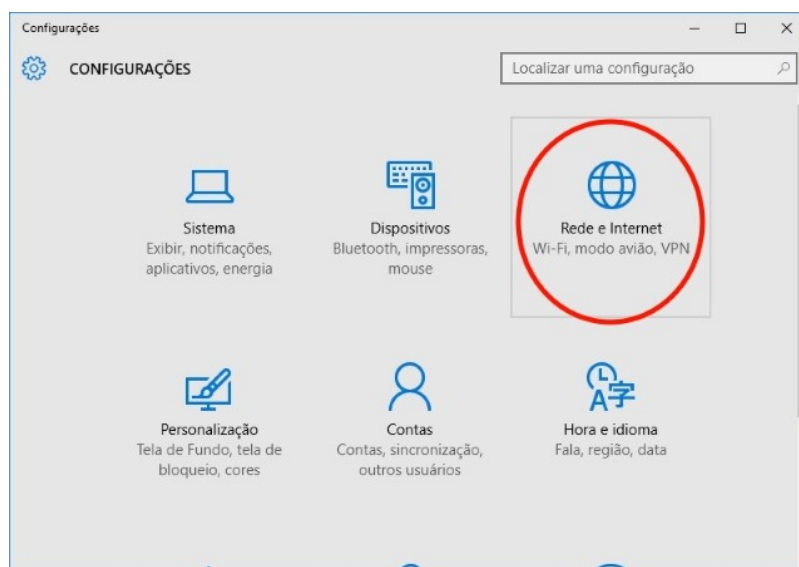 Configurações
CONFIGURAÇÕES
Localizar uma configuração
Sistema
Exibir, notificações,
aplicativos, energia
Dispositivos
Bluetooth, impressoras,
mouse
Rede e Internet
Wi-Fi, modo avião, VPN
Personalização
Tela de Fundo, tela de
bloqueio, cores
Contas
Contas, sincronização,
outros usuários
Hora e idioma
Fala, região, data